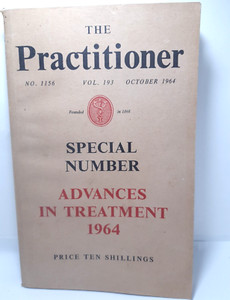 THE
Practitioner
NO. 1156 VOL. 193 OCTOBER 1964
Founded in 1868
SPECIAL
NUMBER
ADVANCES
IN TREATMENT
1964
PRICE TEN SHILLINGS